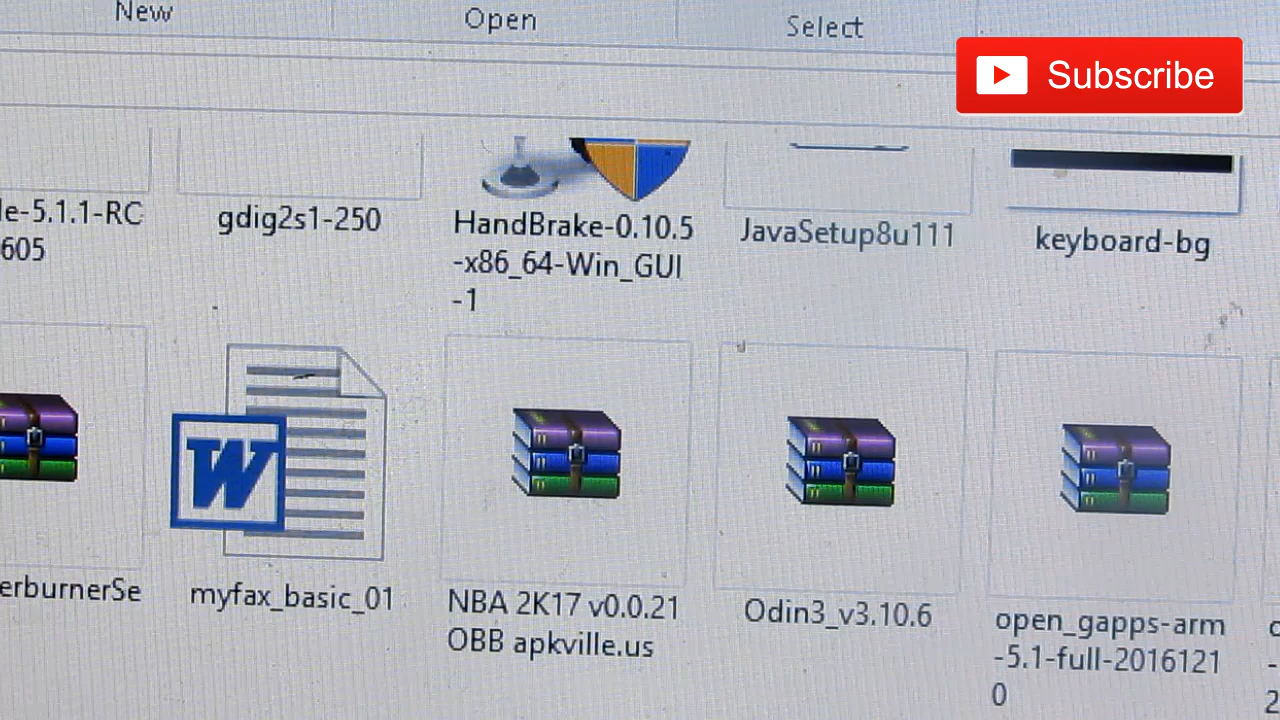 New
Open
Select
Subscribe
le-5.1.1-RC
605
gdig2s1-250
HandBrake-0.10.5
-x86_64-Win_GUI
-1
JavaSetup8u111
keyboard-bg
W
erburnerSe
myfax_basic_01
NBA 2K17 v0.0.21
OBB apkville.us
Odin3_v3.10.6
open_gapps-arm
-5.1-full-2016121
0